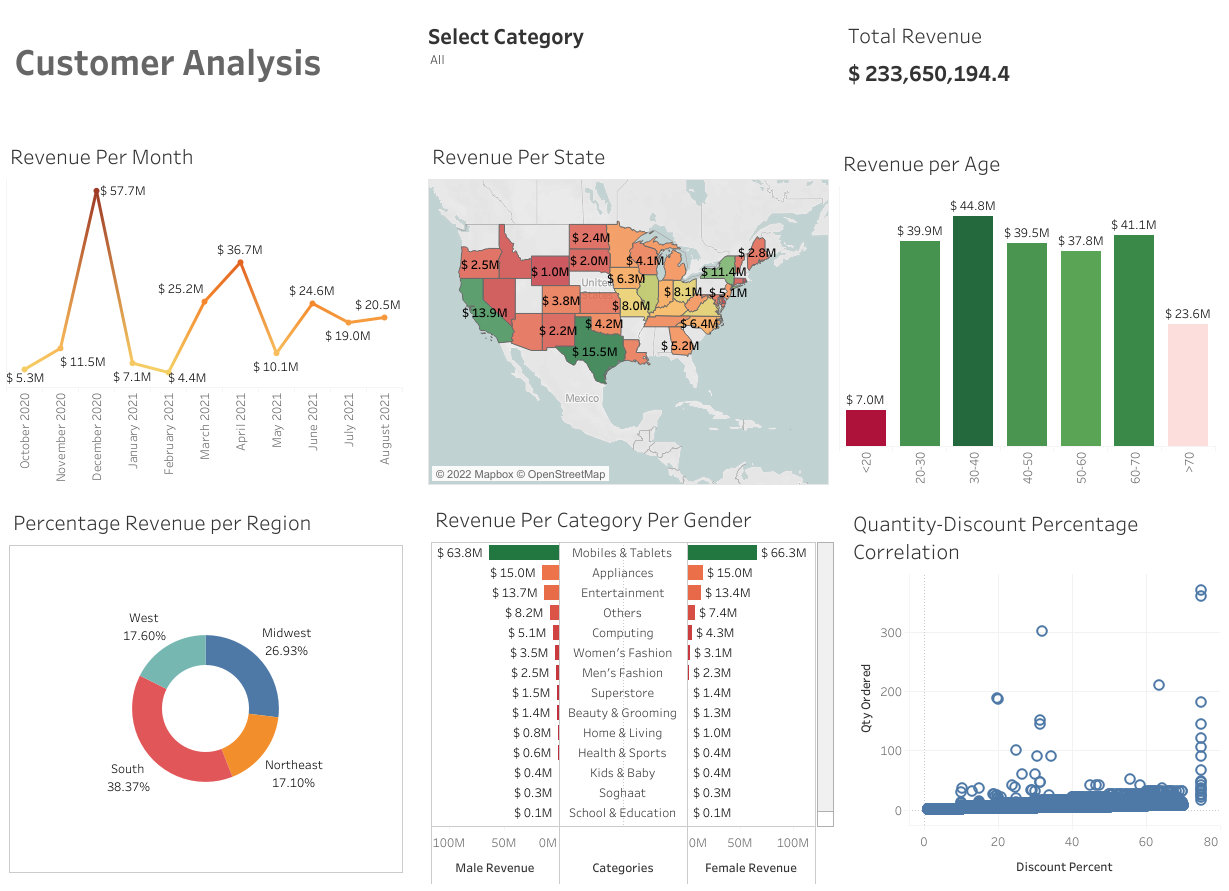 Customer Analysis
Select Category
All
Total Revenue
$ 233,650,194.4
Revenue Per Month
$ 57.7M
$ 36.7M
$ 25.2M
$ 24.6M
$ 20.5M
$ 19.0M
$ 11.5M
$ 10.1M
$ 5.3M
$ 7.1M
$ 4.4M
October 2020
November 2020
December 2020
January 2021
February 2021
March 2021
April 2021
May 2021
June 2021
July 2021
August 2021
Revenue Per State
$ 2.4M
$ 2.8M
$ 2.5M
$ 2.0M
$ 4.1M
$ 1.0M
$ 11.4M
$ 6.3M
United
States
$ 8.1M
$ 5.1M
$ 3.8M
$ 8.0M
$ 13.9M
$ 4.2M
$ 6.4M
$ 2.2M
$ 5.2M
$ 15.5M
Mexico
© 2022 Mapbox © OpenStreetMap
Revenue per Age
$ 44.8M
$ 39.9M
$ 39.5M
$ 37.8M
$ 41.1M
$ 23.6M
$ 7.0M
<20
20-30
30-40
40-50
50-60
60-70
>70
Percentage Revenue per Region
West
17.60%
Midwest
26.93%
South
38.37%
Northeast
17.10%
Revenue Per Category Per Gender
$ 63.8M Mobiles & Tablets $ 66.3M
$ 15.0M Appliances $ 15.0M
$ 13.7M Entertainment $ 13.4M
$ 8.2M Others $ 7.4M
$ 5.1M Computing $ 4.3M
$ 3.5M Women's Fashion $ 3.1M
$ 2.5M Men's Fashion $ 2.3M
$ 1.5M Superstore $ 1.4M
$ 1.4M Beauty & Grooming $ 1.3M
$ 0.8M Home & Living $ 1.0M
$ 0.6M Health & Sports $ 0.4M
$ 0.4M Kids & Baby $ 0.4M
$ 0.3M Soghaat $ 0.3M
$ 0.1M School & Education $ 0.1M
100M 50M 0M 0M 50M 100M
Male Revenue Categories Female Revenue
Quantity-Discount Percentage
Correlation
Qty Ordered
300
200
100
0
0 20 40 60 80
Discount Percent